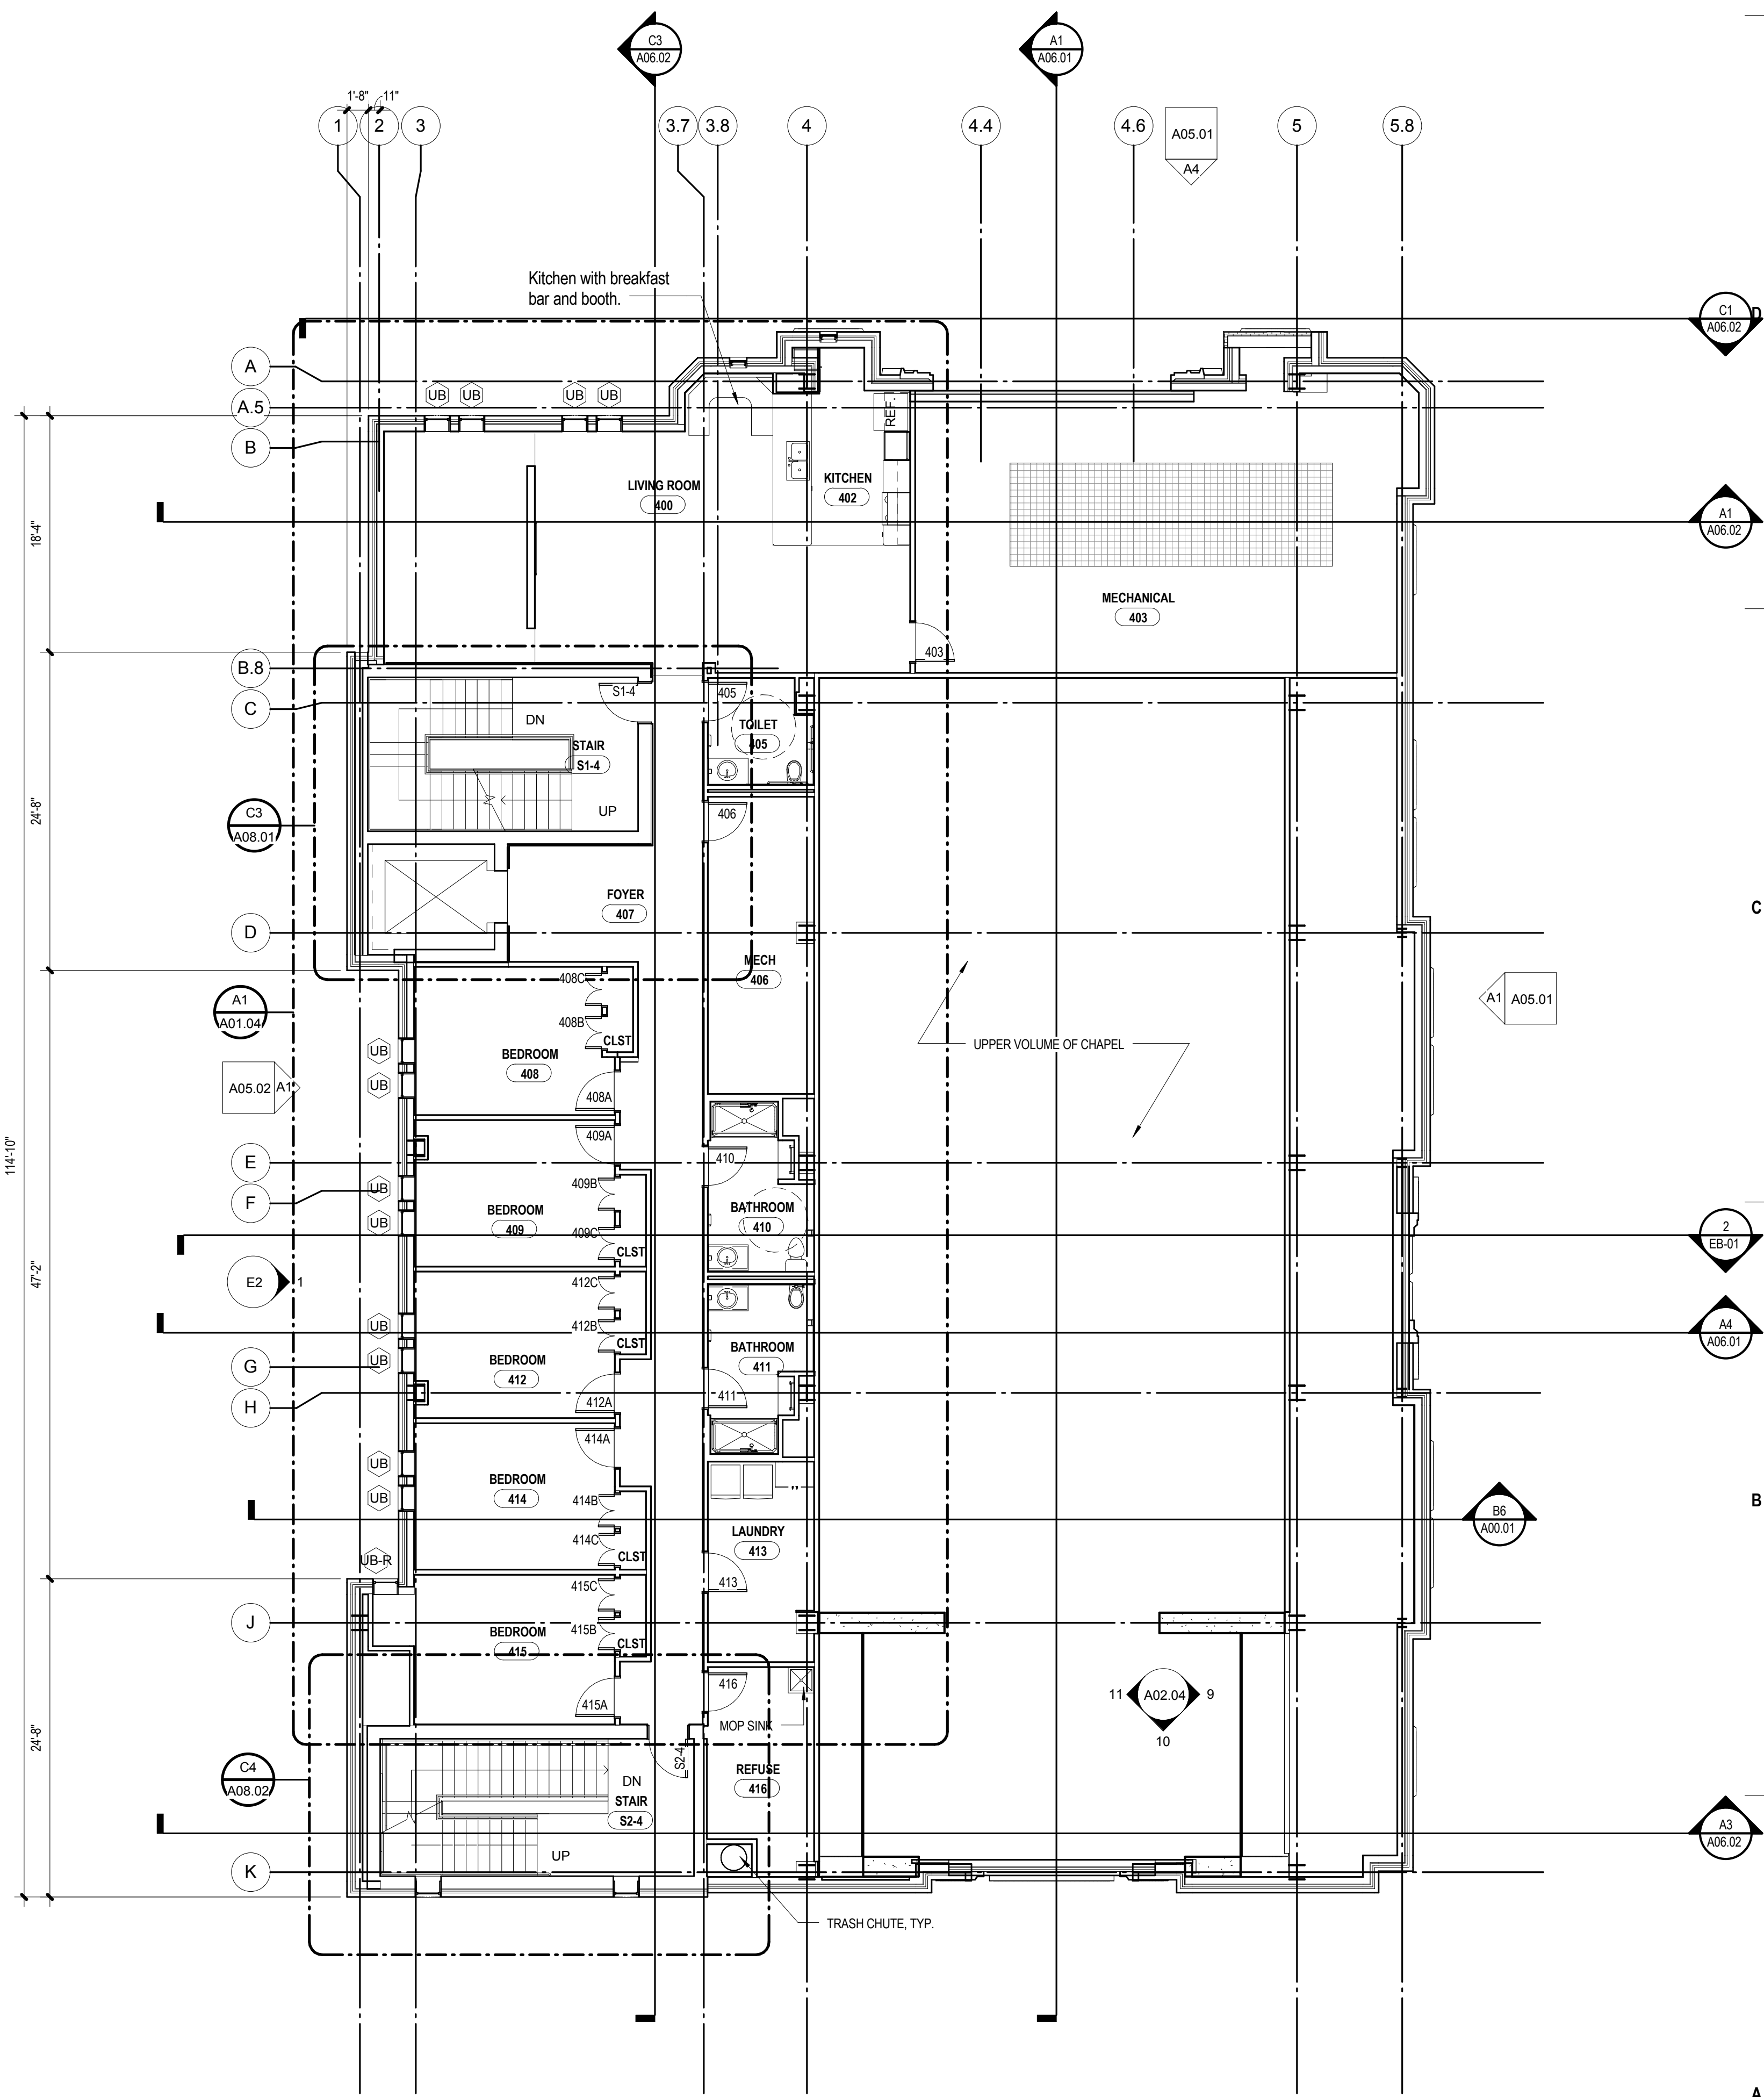 C3
A06.02
A1
A06.01
1'-8"
11"
1
2
3
3.7
3.8
4
4.4
4.6
5
5.8
A05.01
A4
Kitchen with breakfast
bar and booth.
C1
A06.02
D
A
A.5
B
UB
UB
UB
UB
REF.
LIVING ROOM
400
KITCHEN
402
A1
A06.02
18'-4"
MECHANICAL
403
403
B.8
C
S1-4
405
DN
TOILET
405
STAIR
S1-4
UP
406
24'-8"
C3
A08.01
FOYER
407
C
D
MECH
406
408C
408B
CLST
A1
A01.04
A1
A05.01
UB
BEDROOM
408
UPPER VOLUME OF CHAPEL
A05.02
A1
UB
408A
409A
114'-10"
E
410
F
UB
409B
BEDROOM
409
BATHROOM
410
UB
409C
CLST
2
EB-01
47'-2"
E2
1
412C
UB
412B
CLST
A4
A06.01
G
UB
BEDROOM
412
BATHROOM
411
H
412A
411
414A
UB
BEDROOM
414
UB
414B
B
B6
A00.01
414C
CLST
LAUNDRY
413
UB-R
415C
413
J
415B
BEDROOM
415
CLST
416
415A
MOP SINK
11
A02.04
9
10
24'-8"
C4
A08.02
S2-4
DN
STAIR
S2-4
REFUSE
416
A3
A06.02
UP
K
TRASH CHUTE, TYP.
A